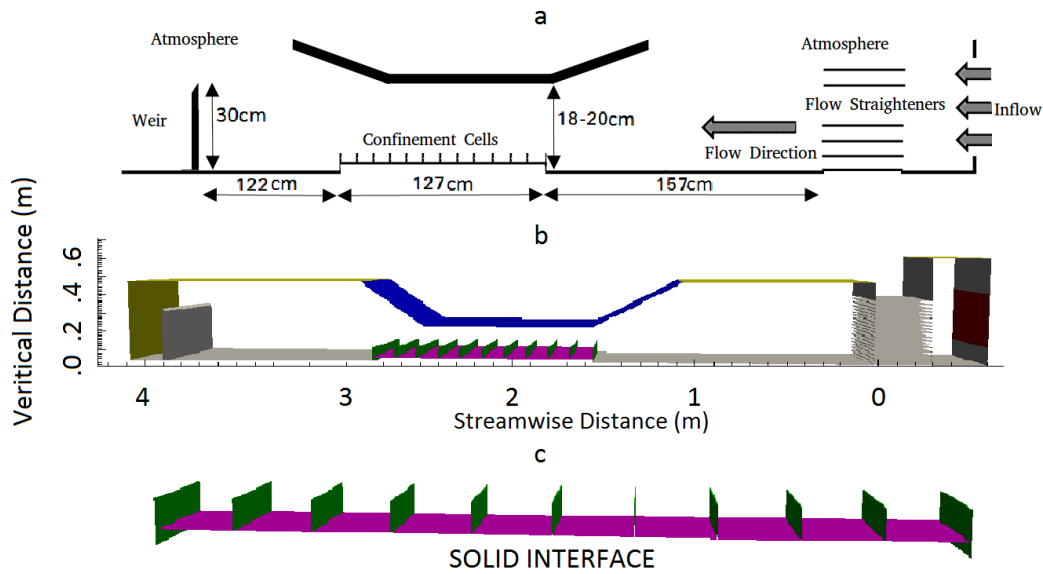 a
Atmosphere
Atmosphere
Weir
30cm
Confinement Cells
18-20cm
Flow Straighteners
Inflow
Flow Direction
122cm
127cm
157cm
b
Veritical Distance (m)
.6
.4
.2
.0
4
3
2
1
0
Streamwise Distance (m)
c
SOLID INTERFACE